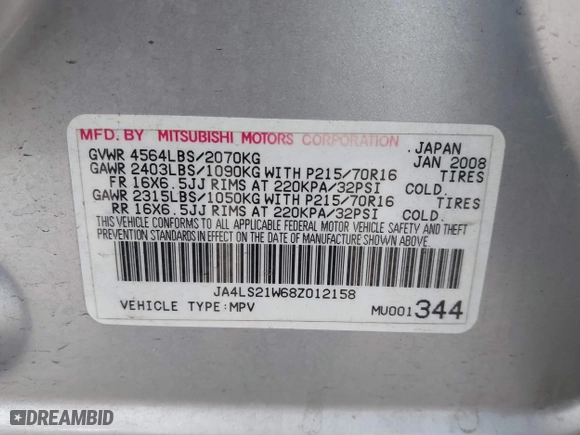 MFD. BY MITSUBISHI MOTORS CORPORATION. JAPAN
GVWR 4564LBS/2070KG JAN 2008
GAWR 2403LBS/1090KG WITH P215/70R16 TIRES
FR 16X6.5JJ RIMS AT 220KPA/32PSI COLD.
GAWR 2315LBS/1050KG WITH P215/70R16 TIRES
RR 16X6.5JJ RIMS AT 220KPA/32PSI COLD.
THIS VEHICLE CONFORMS TO ALL APPLICABLE FEDERAL MOTOR VEHICLE SAFETY AND THEFT
PREVENTION STANDARDS IN EFFECT ON THE DATE OF MANUFACTURE SHOWN ABOVE.
JA4LS21W68Z012158
VEHICLE TYPE:MPV MU001344
DREAMBID